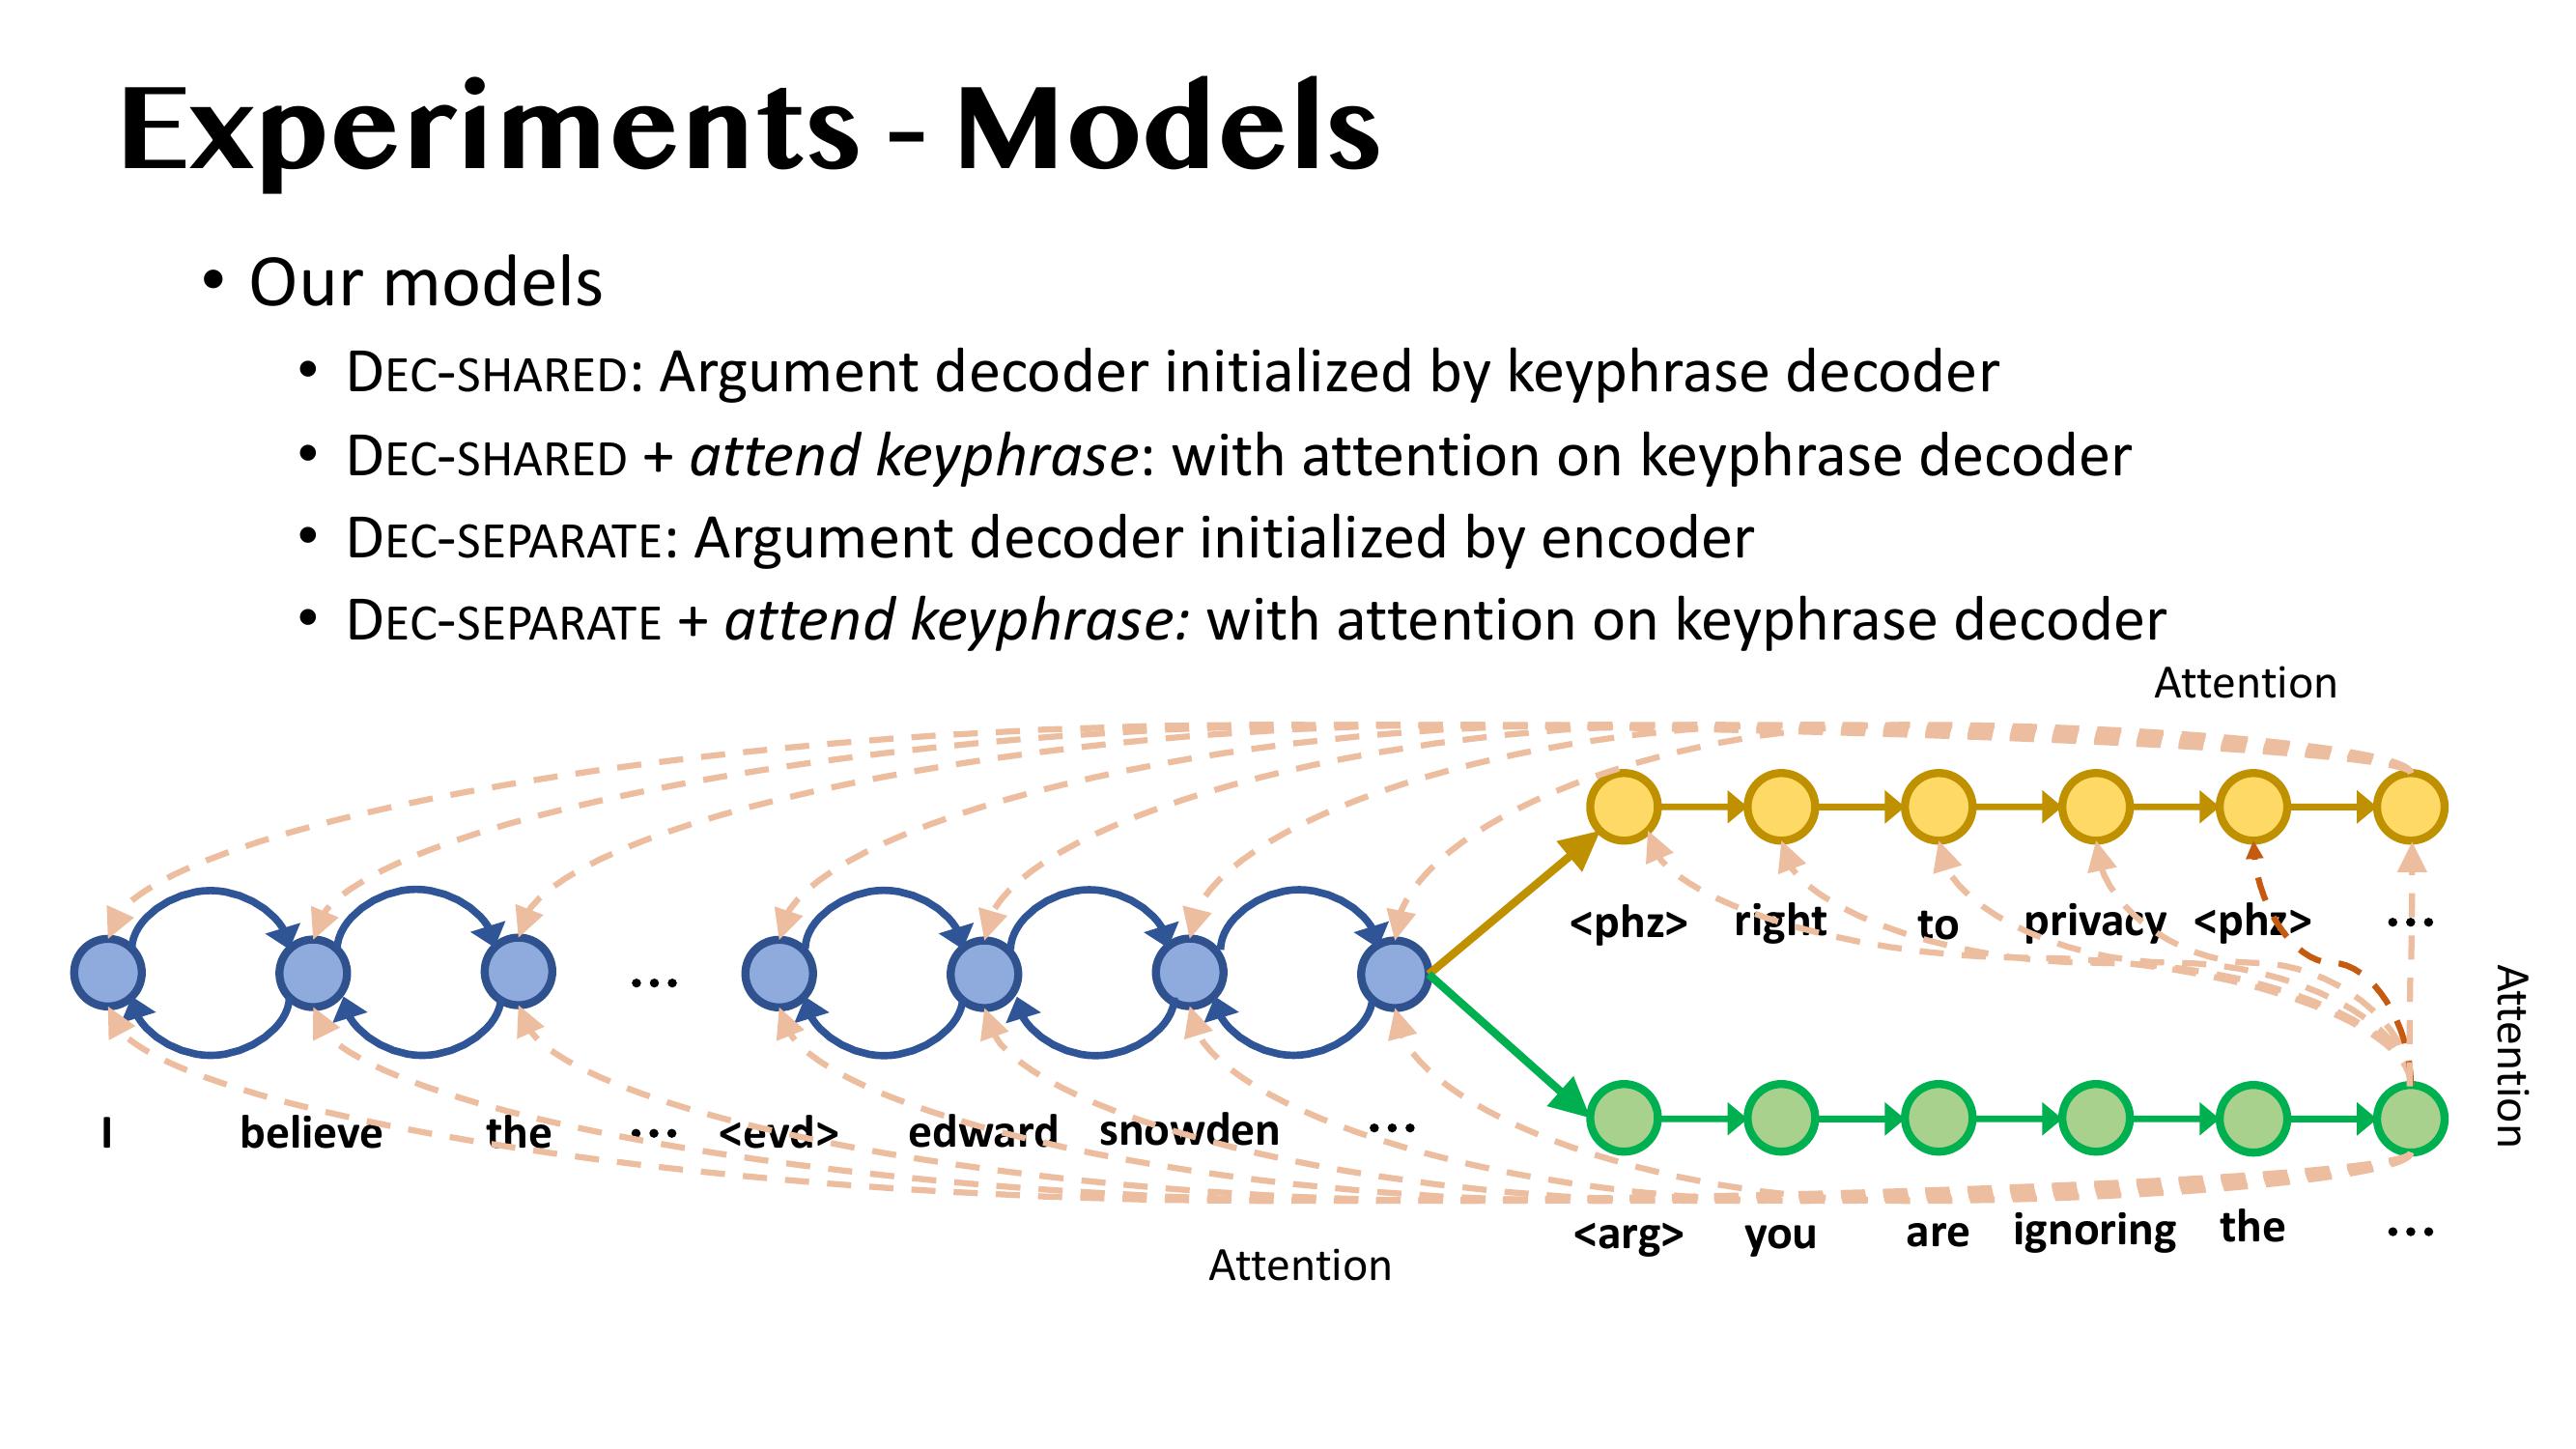 Experiments - Models
• Our models
• DEC-SHARED: Argument decoder initialized by keyphrase decoder
• DEC-SHARED + attend keyphrase: with attention on keyphrase decoder
• DEC-SEPARATE: Argument decoder initialized by encoder
• DEC-SEPARATE + attend keyphrase: with attention on keyphrase decoder
Attention
<phz> right to privacy <phz> ...
...
Attention
I believe the ... <evd> edward snowden ...
<arg> you are ignoring the ...
Attention